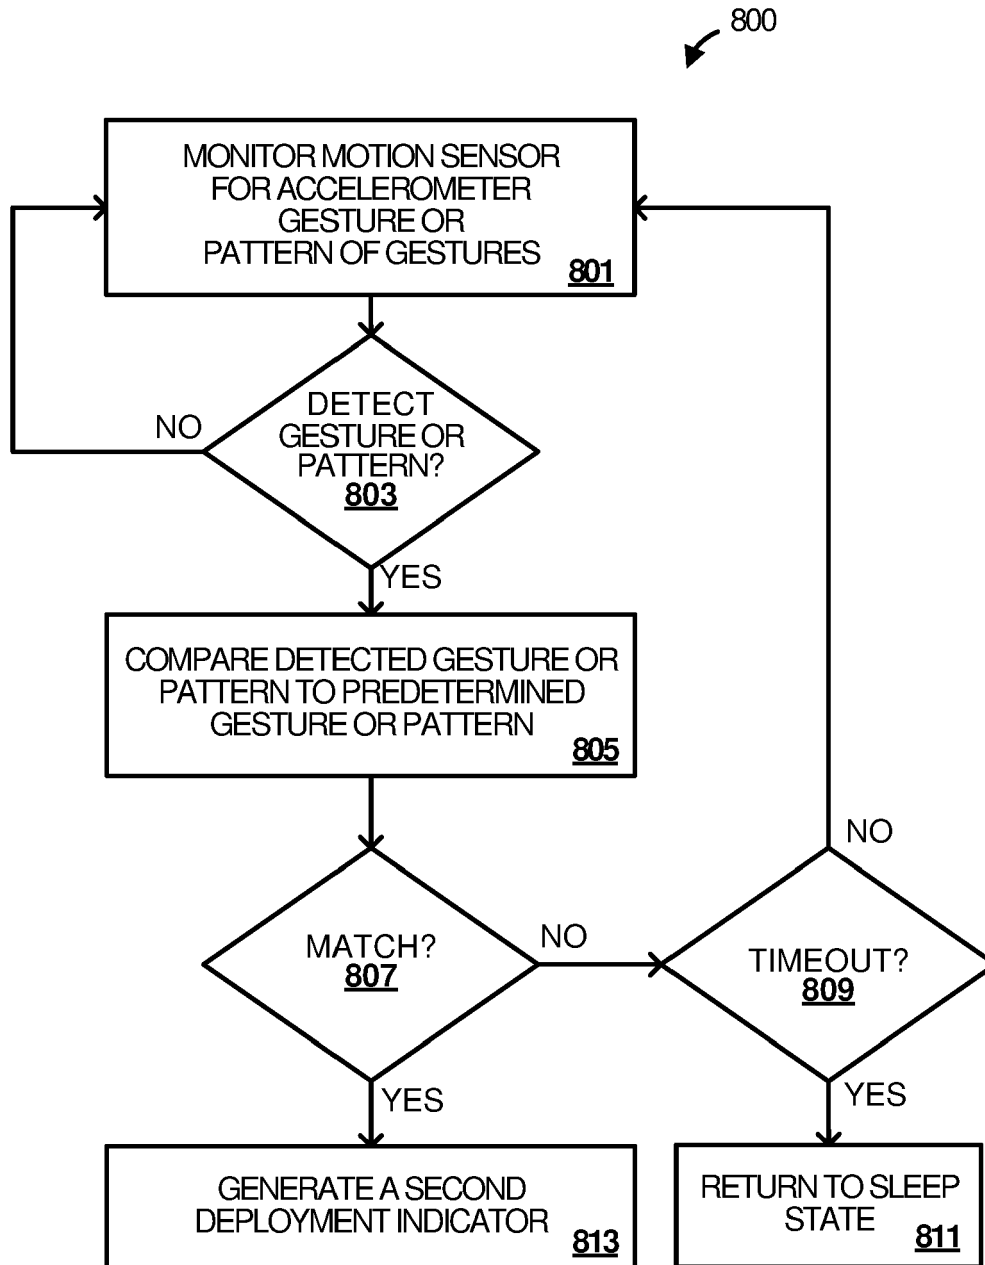 800
MONITOR MOTION SENSOR
FOR ACCELEROMETER
GESTURE OR
PATTERN OF GESTURES
801
DETECT
GESTURE OR
PATTERN?
803
NO
YES
COMPARE DETECTED GESTURE OR
PATTERN TO PREDETERMINED
GESTURE OR PATTERN
805
MATCH?
807
NO
YES
TIMEOUT?
809
NO
YES
GENERATE A SECOND
DEPLOYMENT INDICATOR
813
RETURN TO SLEEP
STATE
811